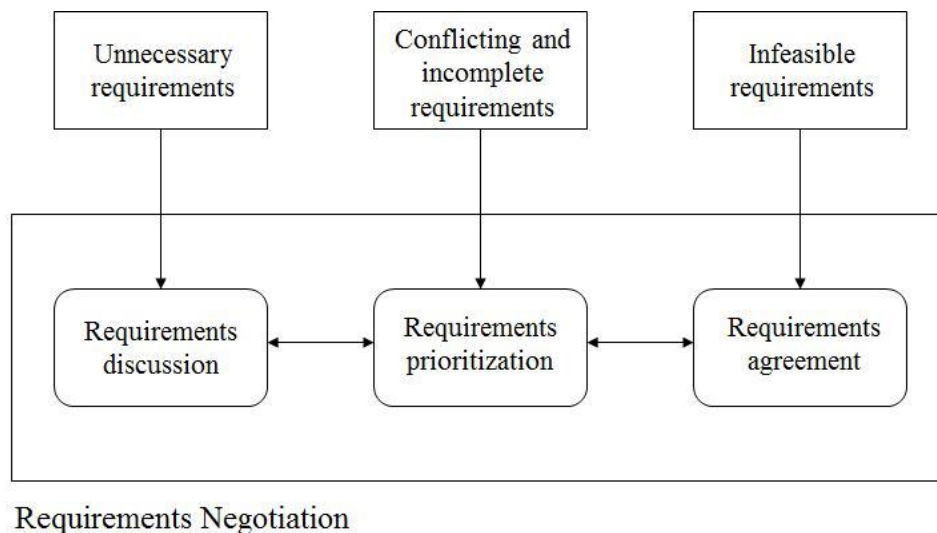 Unnecessary
requirements
Conflicting and
incomplete
requirements
Infeasible
requirements
Requirements
discussion
Requirements
prioritization
Requirements
agreement
Requirements Negotiation